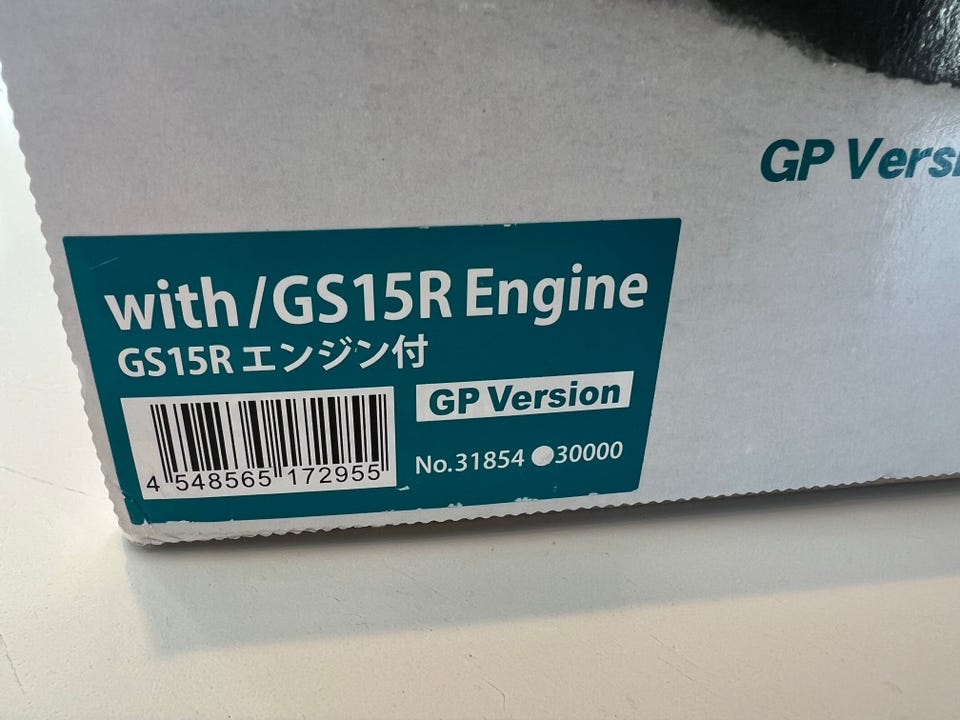 GP Versi
with/GS15R Engine
GS15R エンジン付
GP Version
No.31854 ●30000
4 548565 172955